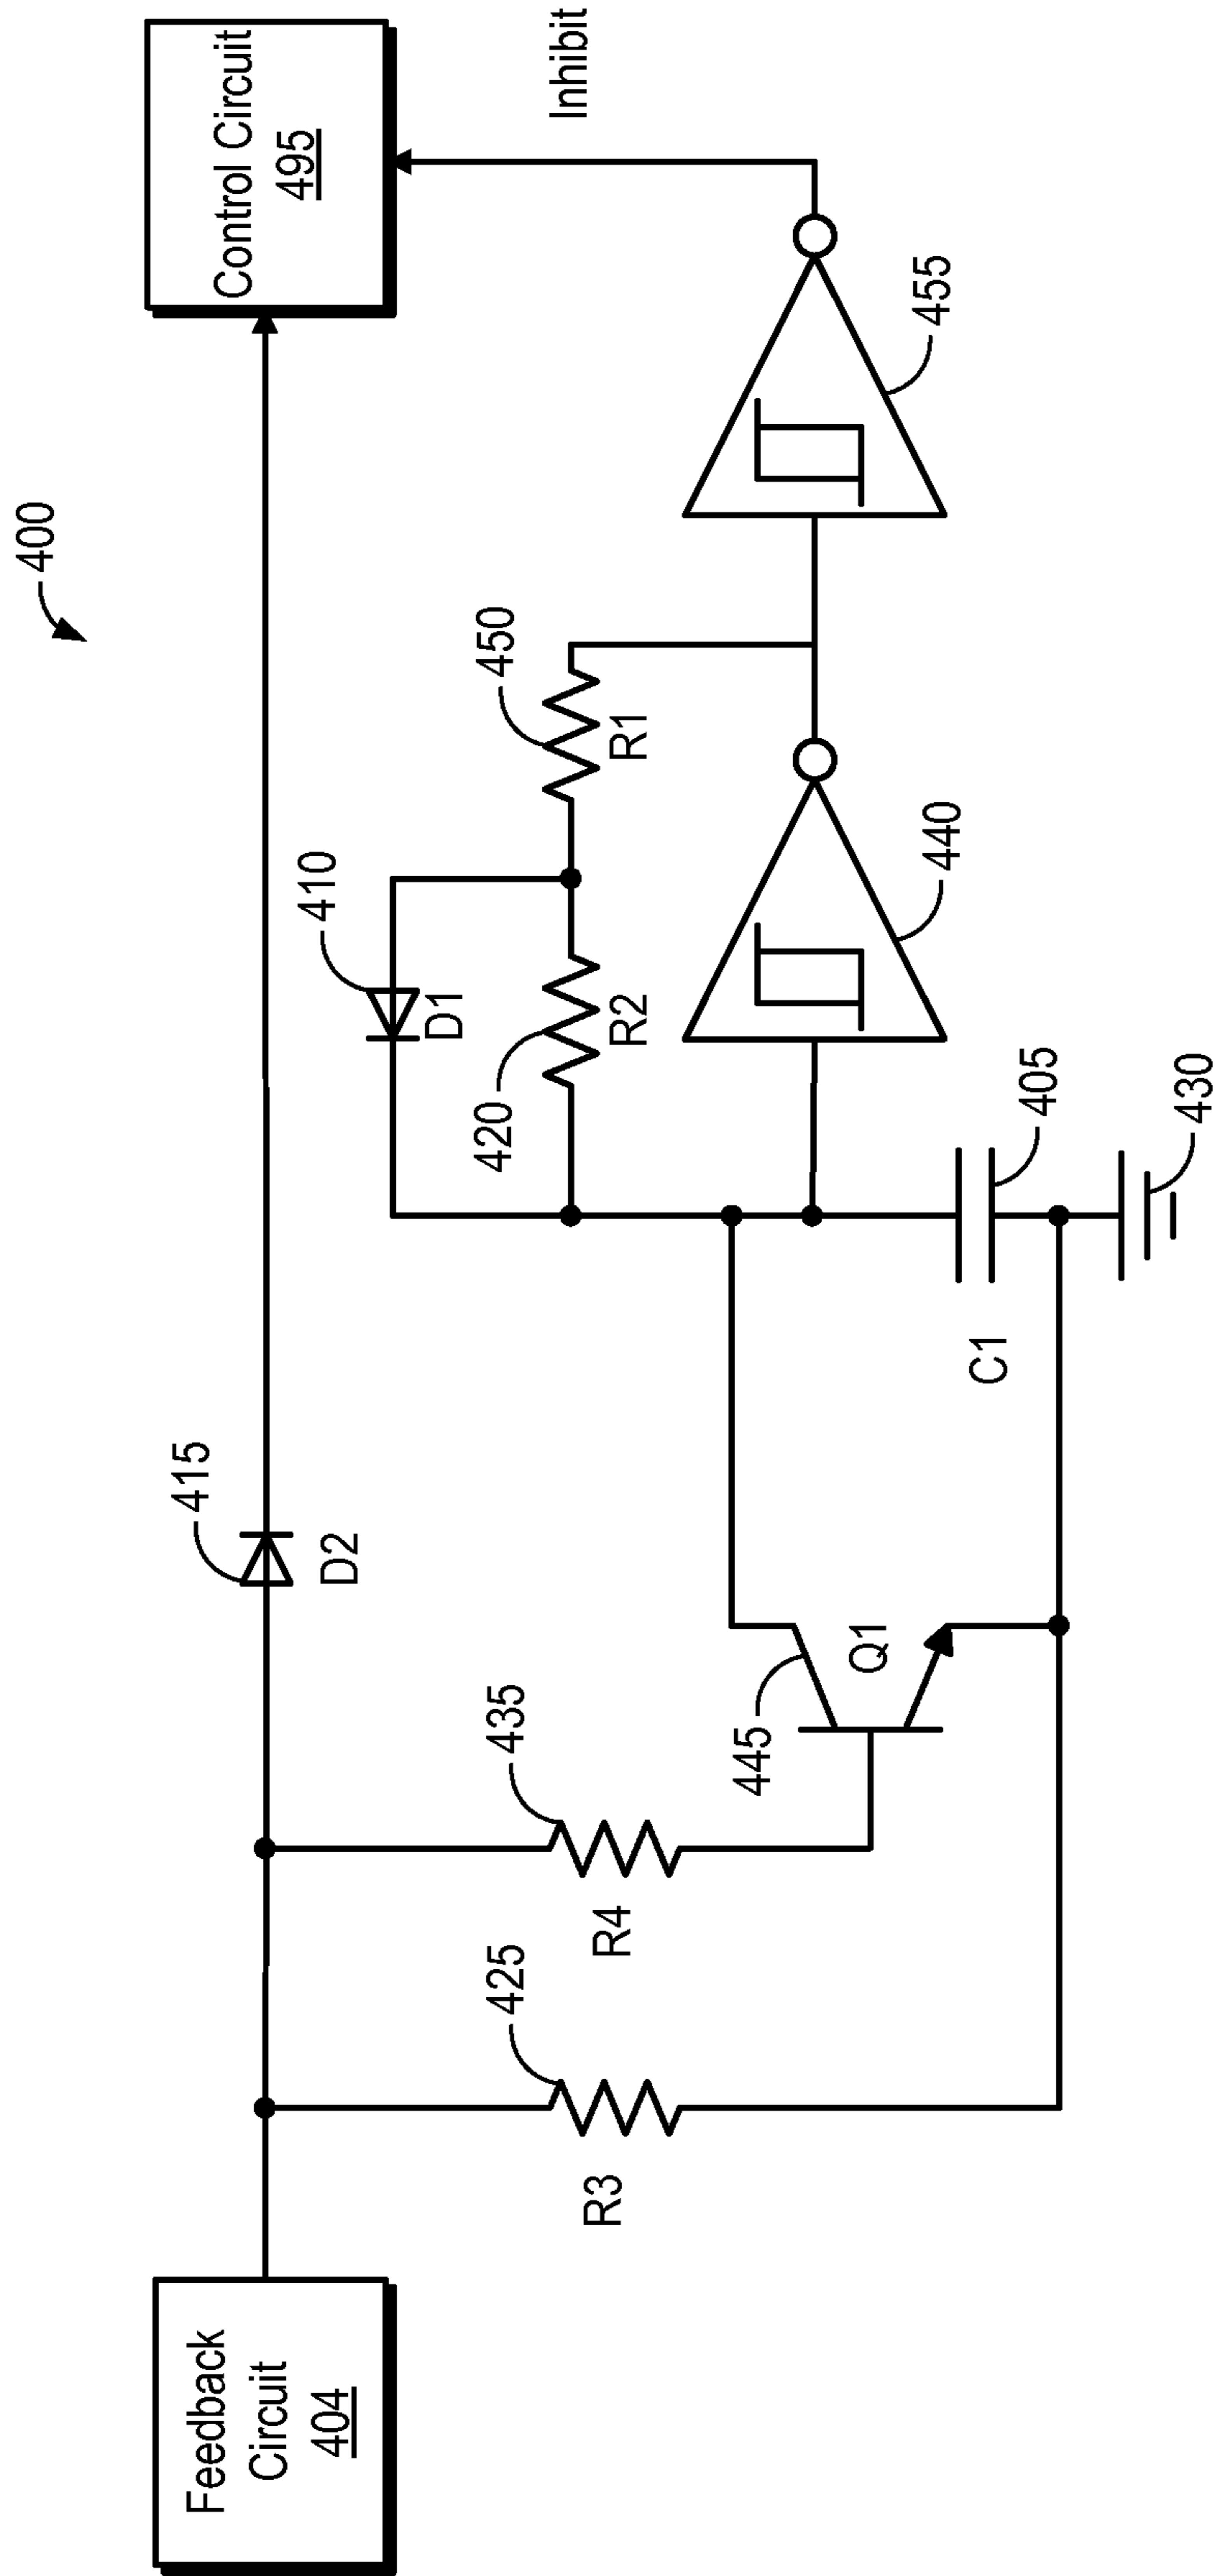 400
Feedback
Circuit
404
Control Circuit
495
415
D2
435
R4
425
R3
410
D1
450
R1
420
R2
445
Q1
440
455
Inhibit
405
C1
430